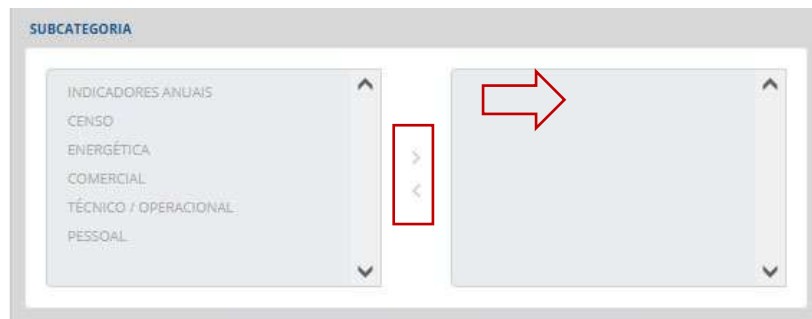 SUBCATEGORIA
INDICADORES ANUAIS
CENSO
ENERGÉTICA
COMERCIAL
TÉCNICO / OPERACIONAL
PESSOAL